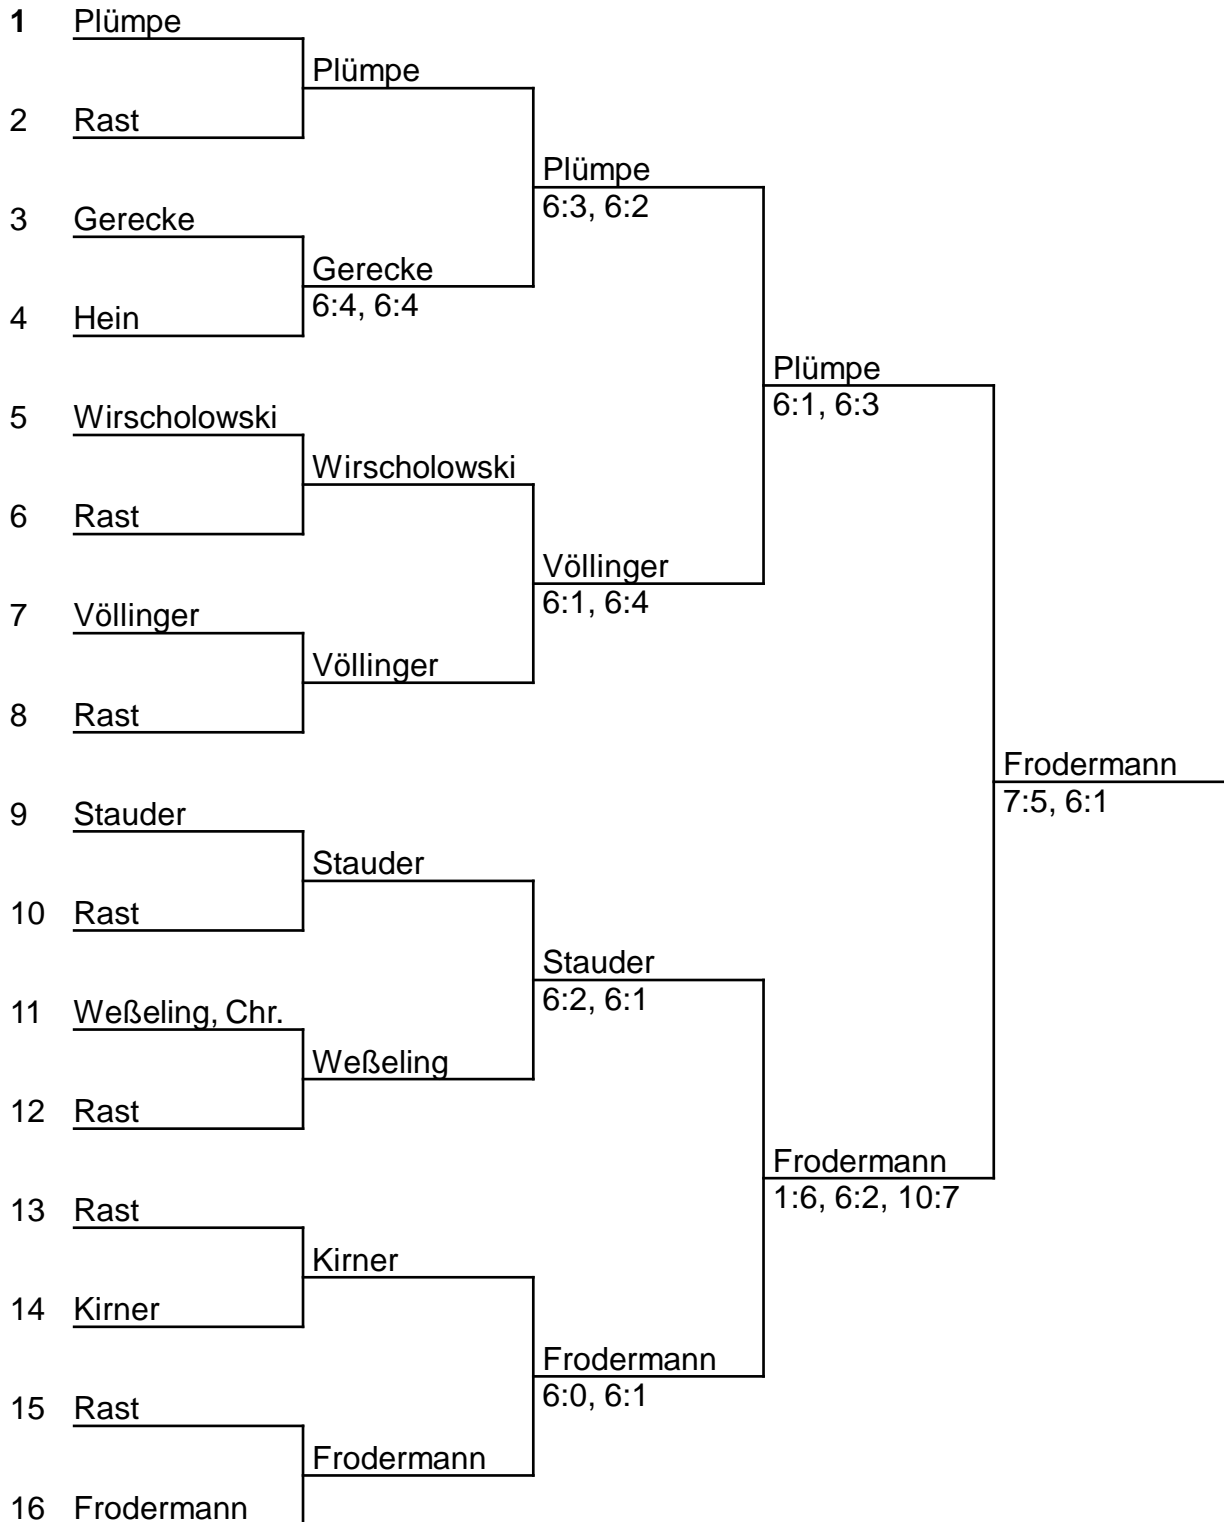 1 Plümpe
Plümpe
2 Rast
Plümpe
6:3, 6:2
3 Gerecke
Gerecke
6:4, 6:4
4 Hein
Plümpe
6:1, 6:3
5 Wirscholowski
Wirscholowski
6 Rast
Völlinger
6:1, 6:4
7 Völlinger
Völlinger
8 Rast
Frodermann
7:5, 6:1
9 Stauder
Stauder
10 Rast
Stauder
6:2, 6:1
11 Weßeling, Chr.
Weßeling
12 Rast
Frodermann
1:6, 6:2, 10:7
13 Rast
Kirner
14 Kirner
Frodermann
6:0, 6:1
15 Rast
Frodermann
16 Frodermann